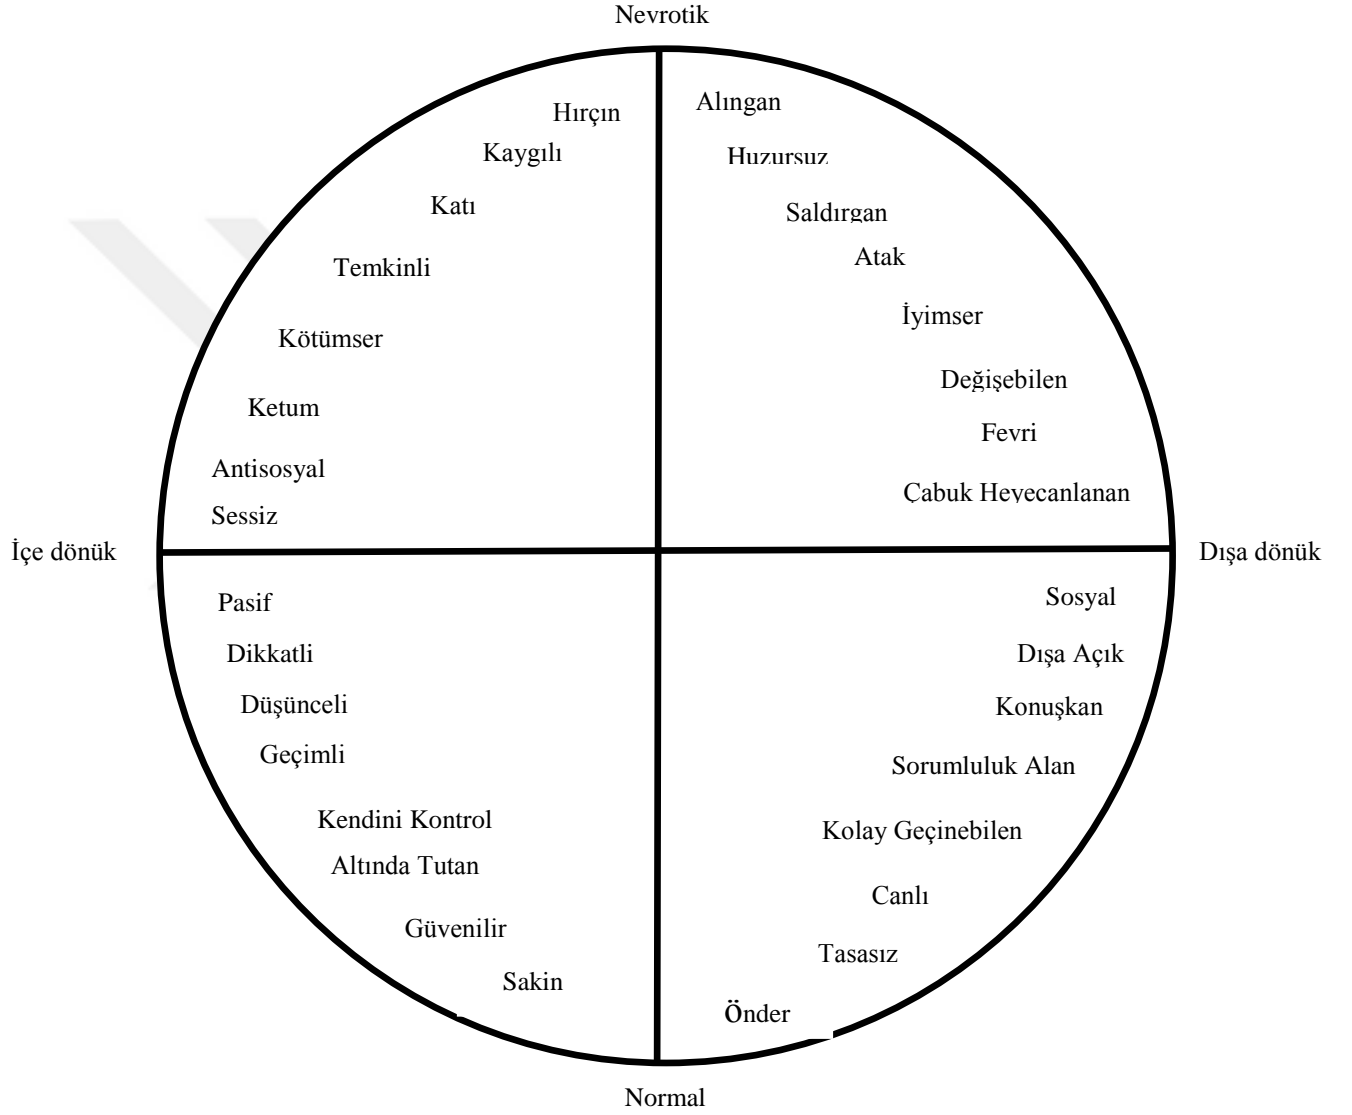 Nevrotik
Hırçın
Kaygılı
Katı
Temkinli
Kötümser
Ketum
Antisosyal
Sessiz
Alıngan
Huzursuz
Saldırgan
Atak
İyimser
Değişebilen
Fevri
Çabuk Heyecanlanan
İçe dönük
Dışa dönük
Pasif
Dikkatli
Düşünceli
Geçimli
Kendini Kontrol
Altında Tutan
Güvenilir
Sakin
Sosyal
Dışa Açık
Konuşkan
Sorumluluk Alan
Kolay Geçinebilen
Canlı
Tasasız
Önder
Normal